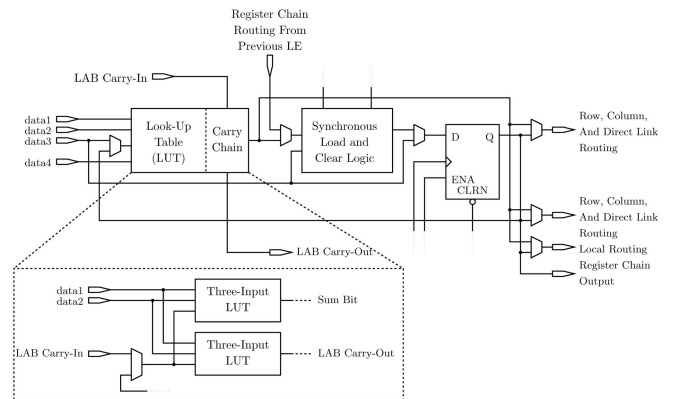 Register Chain
Routing From
Previous LE
LAB Carry-In
data1
data2
data3
data4
Look-Up
Table
(LUT)
Carry
Chain
Synchronous
Load and
Clear Logic
D
Q
ENA
CLRN
Row, Column,
And Direct Link
Routing
Row, Column,
And Direct Link
Routing
Local Routing
Register Chain
Output
LAB Carry-Out
data1
data2
Three-Input
LUT
Sum Bit
LAB Carry-In
Three-Input
LUT
LAB Carry-Out